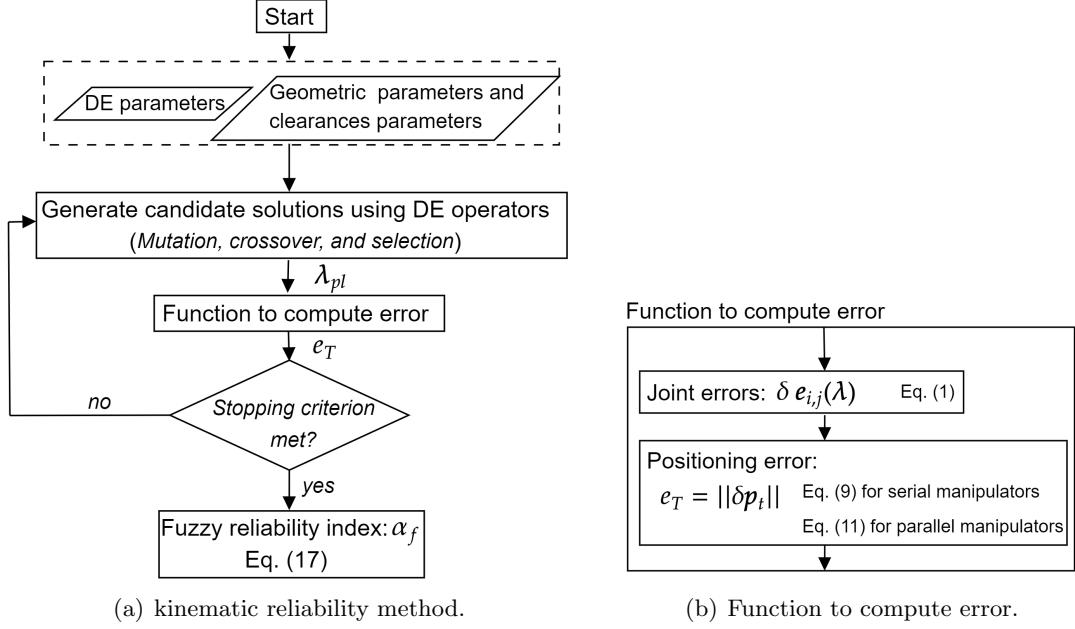 Start
DE parameters
Geometric parameters and
clearances parameters
Generate candidate solutions using DE operators
(Mutation, crossover, and selection)
λ_{pl}
Function to compute error
e_T
Stopping criterion
met?
no
yes
Fuzzy reliability index: α_f
Eq. (17)
(a) kinematic reliability method.
Function to compute error
Joint errors: δ e_{i,j}(λ) Eq. (1)
Positioning error:
e_T = ||δp_t|| Eq. (9) for serial manipulators
Eq. (11) for parallel manipulators
(b) Function to compute error.